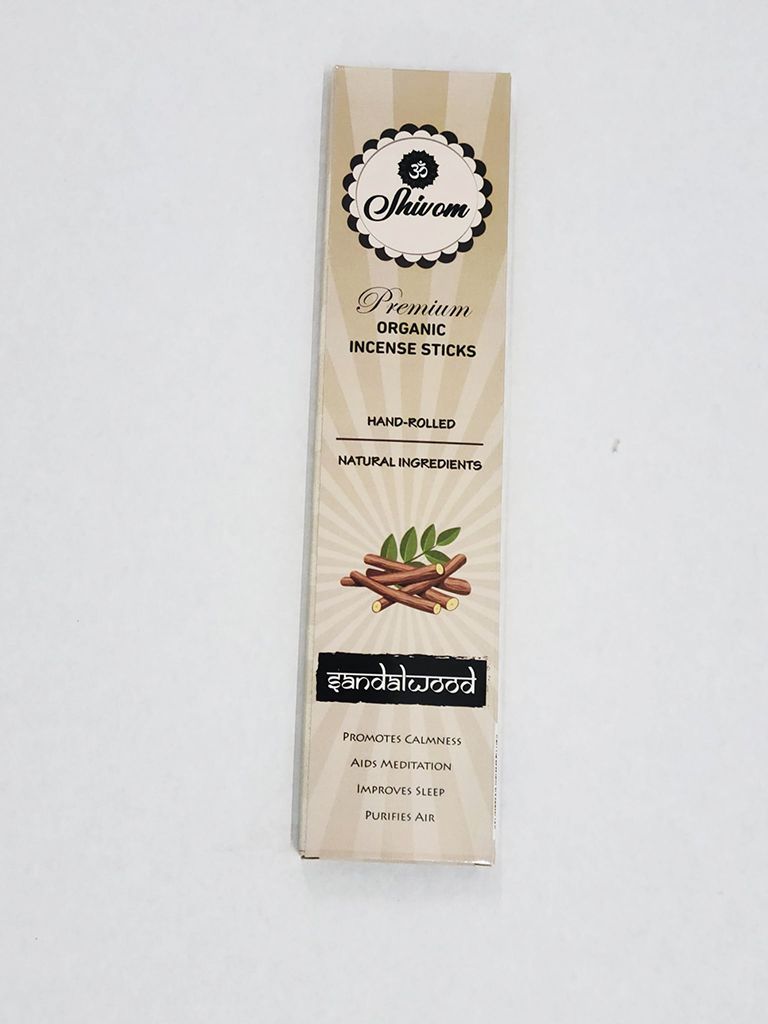 ॐ
Shivom
Premium
ORGANIC
INCENSE STICKS
HAND-ROLLED
NATURAL INGREDIENTS
sandalwood
PROMOTES CALMNESS
AIDS MEDITATION
IMPROVES SLEEP
PURIFIES AIR